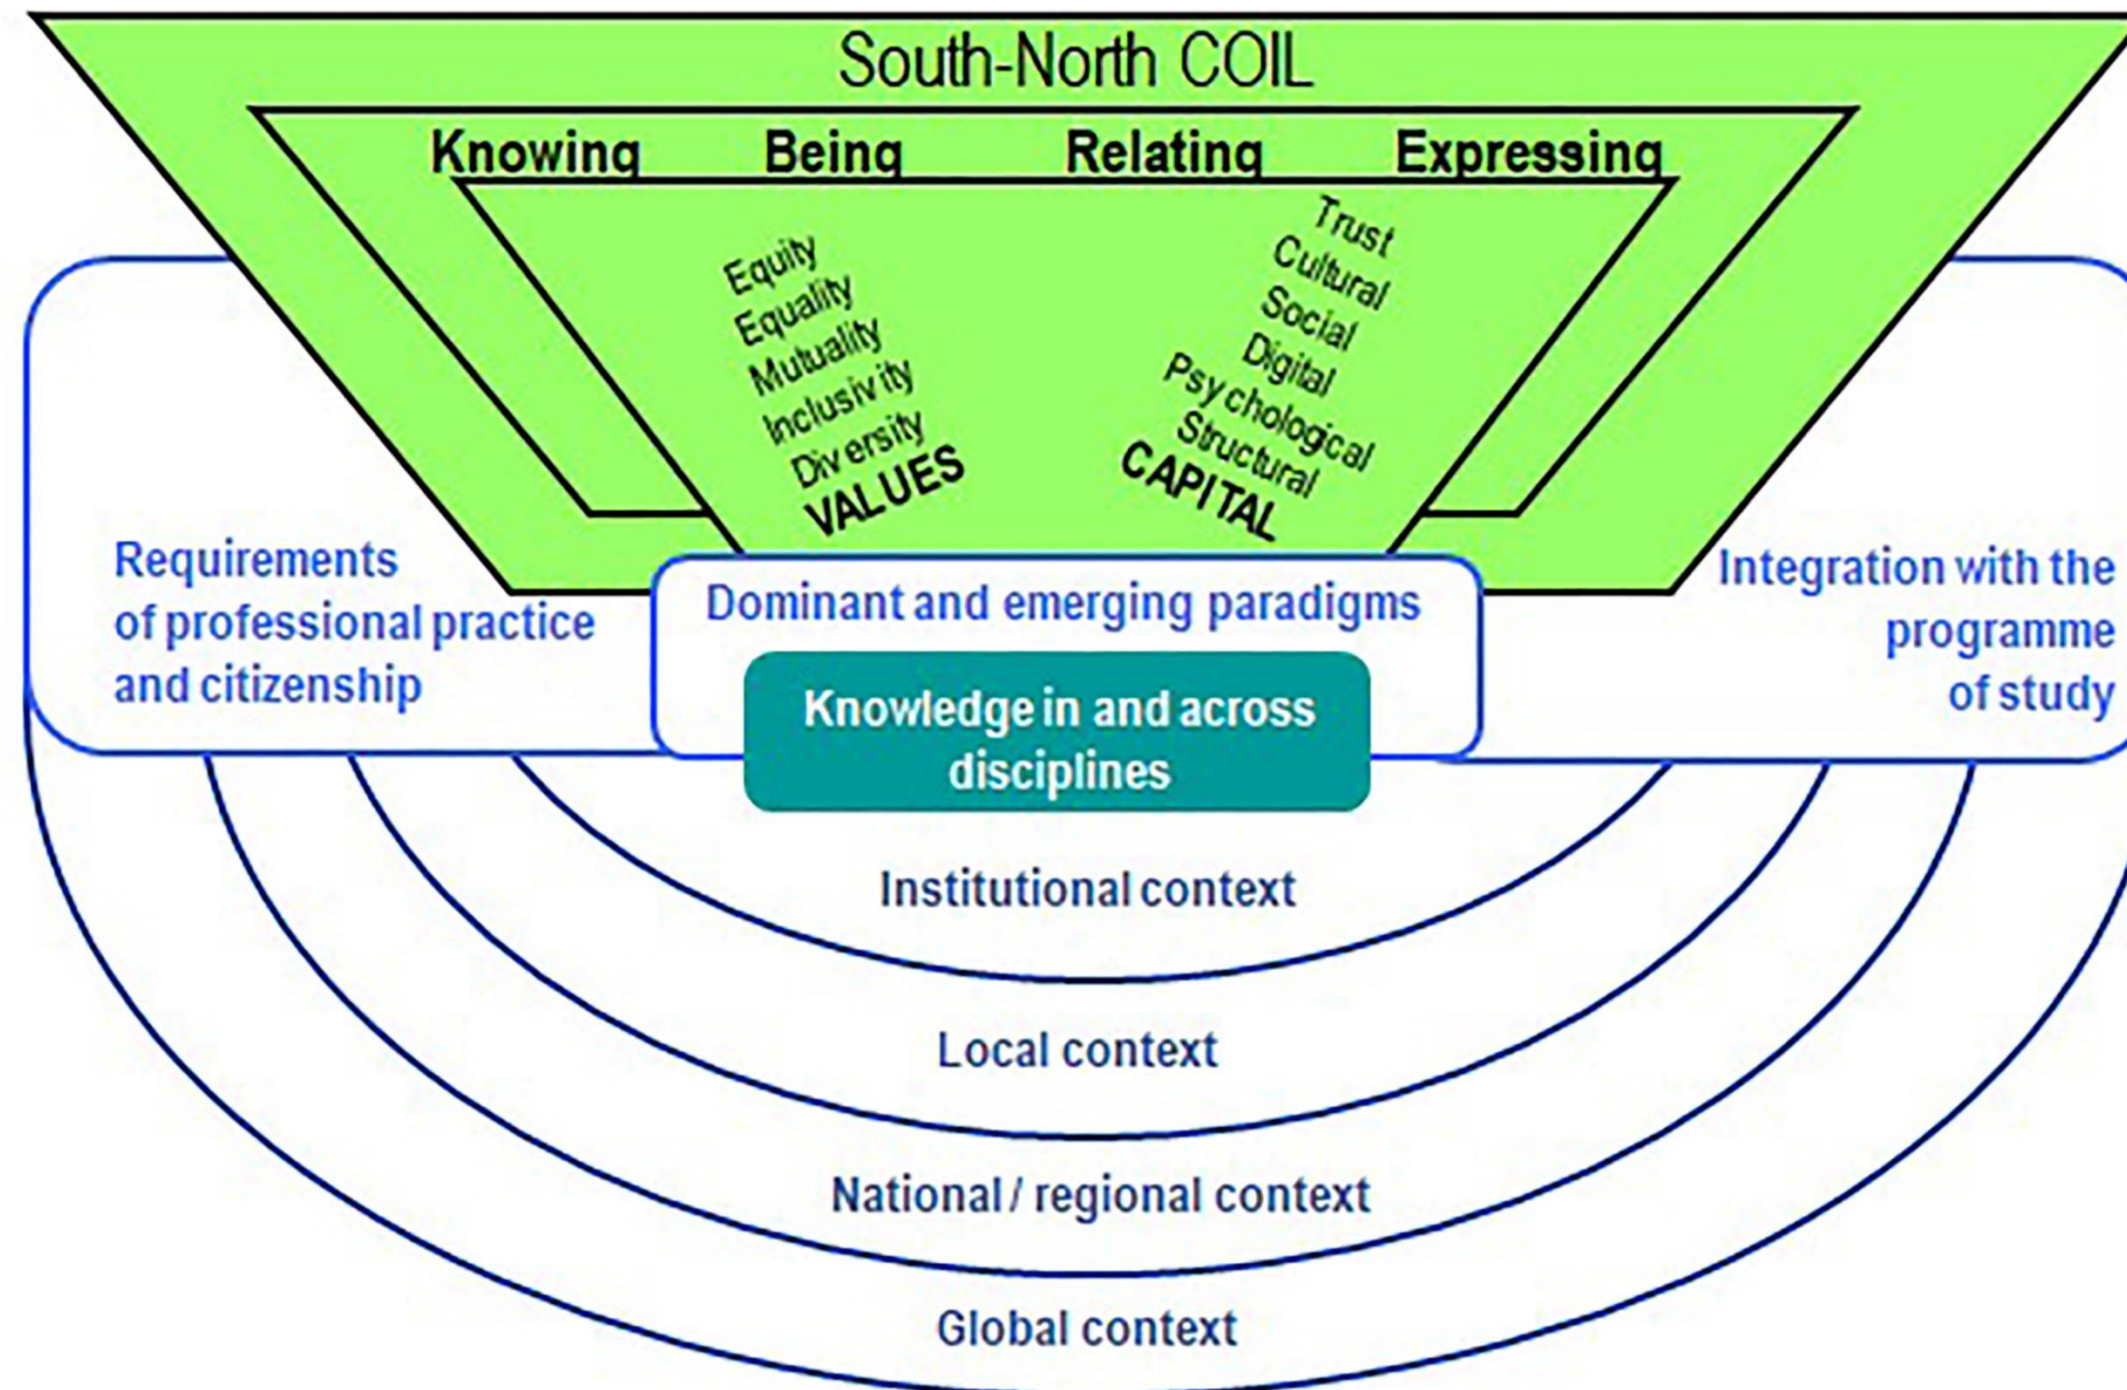 South-North COIL
Knowing Being Relating Expressing
Equity
Equality
Mutuality
Inclusivity
Diversity
VALUES
Trust
Cultural
Social
Digital
Psychological
Structural
CAPITAL
Requirements
of professional practice
and citizenship
Dominant and emerging paradigms
Knowledge in and across
disciplines
Integration with the
programme
of study
Institutional context
Local context
National / regional context
Global context